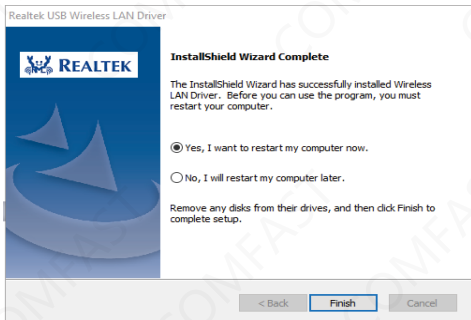 Realtek USB Wireless LAN Driver
REALTEK
InstallShield Wizard Complete
The InstallShield Wizard has successfully installed Wireless
LAN Driver. Before you can use the program, you must
restart your computer.
Yes, I want to restart my computer now.
No, I will restart my computer later.
Remove any disks from their drives, and then click Finish to
complete setup.
< Back
Finish
Cancel
COMFAST